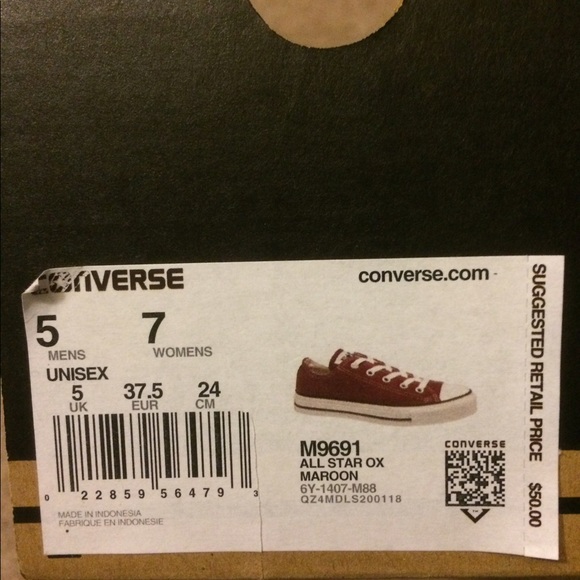 CONVERSE
converse.com
5 7
MENS WOMENS
UNISEX
5 37.5 24
UK EUR CM
0 22859 56479 3
MADE IN INDONESIA
FABRIQUE EN INDONESIE
M9691
ALL STAR OX
MAROON
6Y-1407-M88
QZ4MDLS200118
CONVERSE
SUGGESTED RETAIL PRICE $50.00